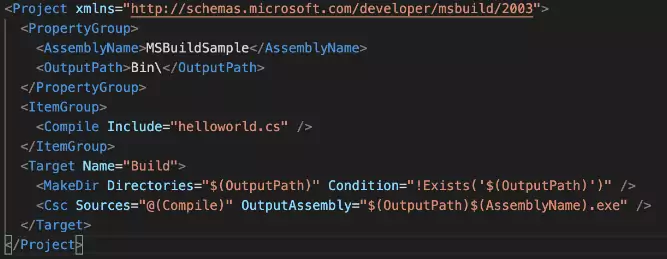 <Project xmlns="http://schemas.microsoft.com/developer/msbuild/2003">
  <PropertyGroup>
    <AssemblyName>MSBuildSample</AssemblyName>
    <OutputPath>Bin\</OutputPath>
  </PropertyGroup>
  <ItemGroup>
    <Compile Include="helloworld.cs" />
  </ItemGroup>
  <Target Name="Build">
    <MakeDir Directories="$(OutputPath)" Condition="!Exists('$(OutputPath)')" />
    <Csc Sources="@(Compile)" OutputAssembly="$(OutputPath)$(AssemblyName).exe" />
  </Target>
</Project>